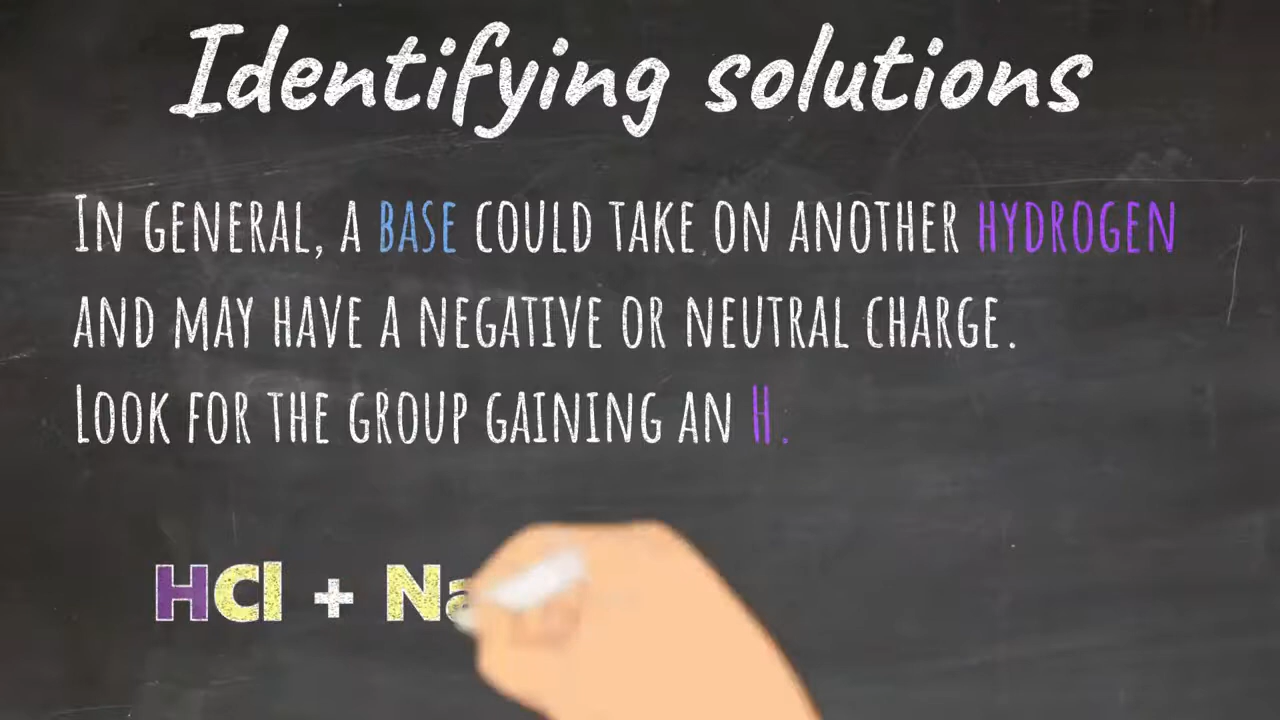 Identifying solutions
In general, a base could take on another hydrogen
and may have a negative or neutral charge.
Look for the group gaining an H.
HCl + Na